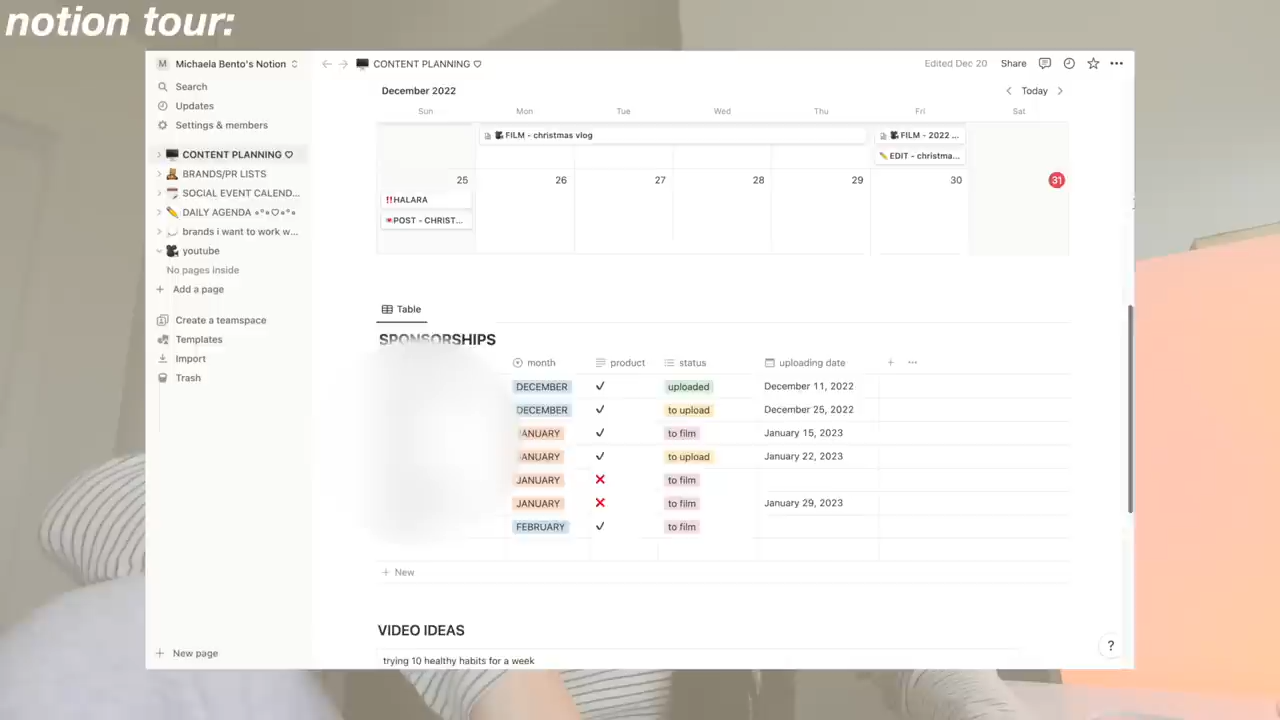 notion tour:
M Michaela Bento's Notion
Search
Updates
Settings & members
CONTENT PLANNING ♡
BRANDS/PR LISTS
SOCIAL EVENT CALEND...
DAILY AGENDA ∘°∘♡∘°∘
brands i want to work w...
youtube
No pages inside
+ Add a page
Create a teamspace
Templates
Import
Trash
+ New page
CONTENT PLANNING ♡
Edited Dec 20 Share
December 2022
Today
Sun Mon Tue Wed Thu Fri Sat
FILM - christmas vlog
FILM - 2022 ...
EDIT - christma...
25 26 27 28 29 30 31
‼️HALARA
POST - CHRIST...
Table
SPONSORSHIPS
month product status uploading date + ...
DECEMBER ✔ uploaded December 11, 2022
DECEMBER ✔ to upload December 25, 2022
JANUARY ✔ to film January 15, 2023
JANUARY ✔ to upload January 22, 2023
JANUARY ❌ to film
JANUARY ❌ to film January 29, 2023
FEBRUARY ✔ to film
+ New
VIDEO IDEAS
trying 10 healthy habits for a week
?